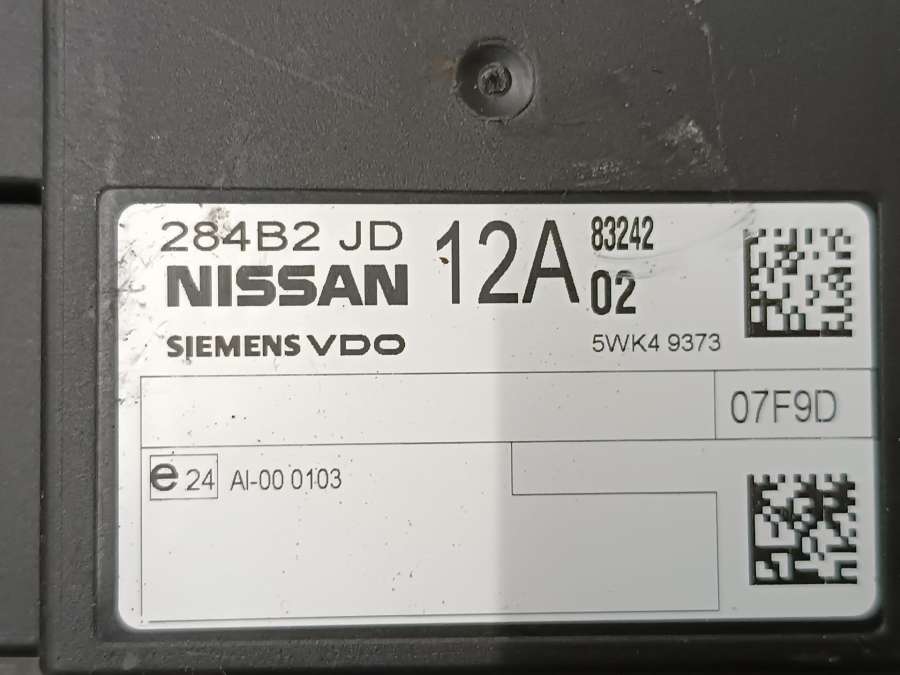 284B2 JD 12A 83242
NISSAN 02
SIEMENS VDO 5WK4 9373
07F9D
e 24 AI-00 0103